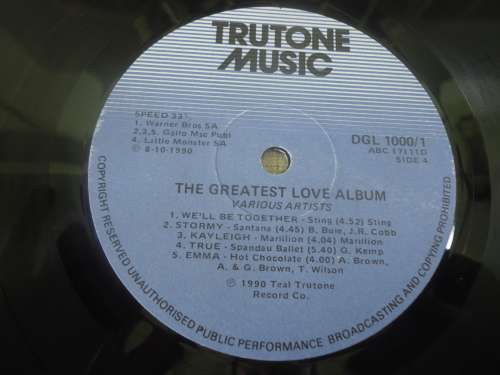 TRUTONE
MUSIC
SPEED 33⅓
1. Warner Bros SA
2,3,5. Gallo Msc Publ
4. Little Monster SA
℗ 8-10-1990
DGL 1000/1
ABC 17111D
SIDE 4
THE GREATEST LOVE ALBUM
VARIOUS ARTISTS
1. WE'LL BE TOGETHER - Sting (4.52) Sting
2. STORMY - Santana (4.45) B. Buie, J.R. Cobb
3. KAYLEIGH - Marillion (4.04) Marillion
4. TRUE - Spandau Ballet (5.40) G. Kemp
5. EMMA - Hot Chocolate (4.00) A. Brown,
A. & G. Brown, T. Wilson
℗ 1990 Teal Trutone
Record Co.
COPYRIGHT RESERVED UNAUTHORISED PUBLIC PERFORMANCE BROADCASTING AND COPYING PROHIBITED